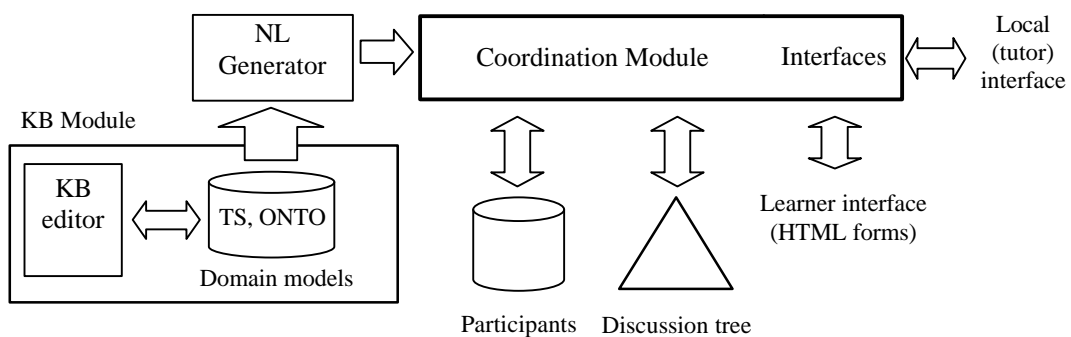 NL
Generator
Coordination Module
Interfaces
Local
(tutor)
interface
KB Module
KB
editor
TS, ONTO
Domain models
Learner interface
(HTML forms)
Participants
Discussion tree